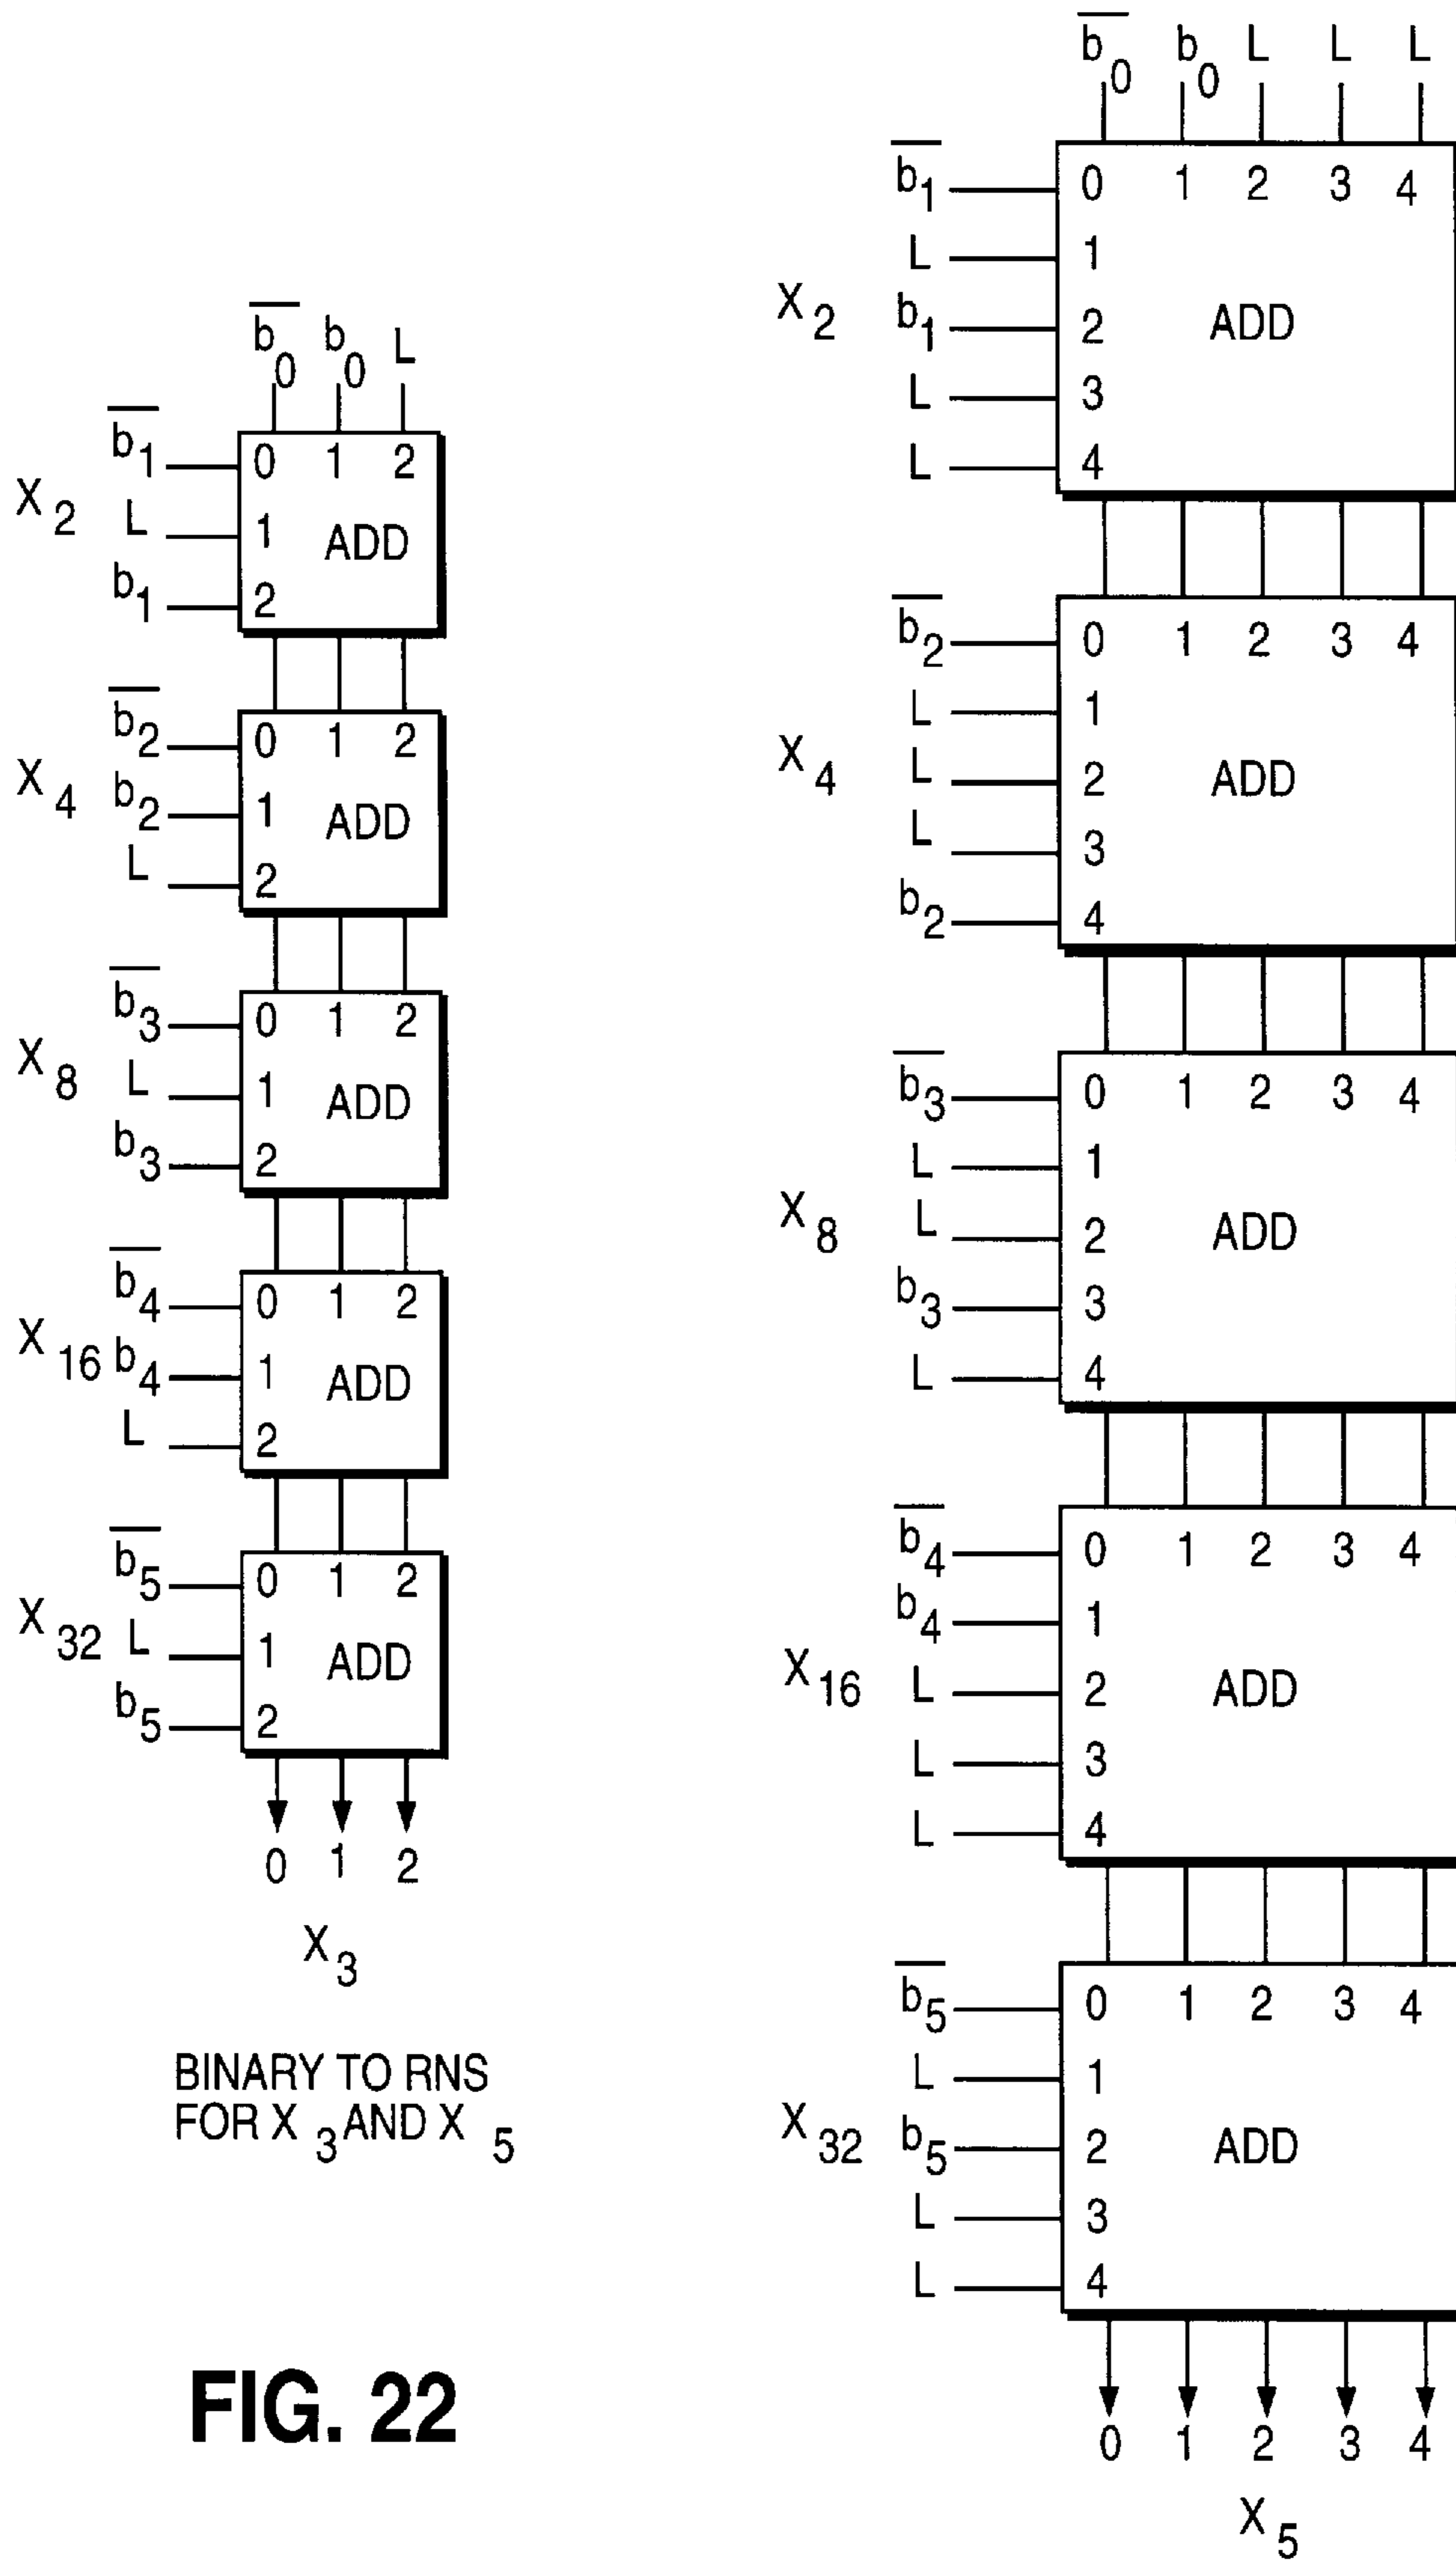 b̅0 b0 L
b̅1 0 1 2
X2 L 1 ADD
b1 2
b̅2 0 1 2
X4 b2 1 ADD
L 2
b̅3 0 1 2
X8 L 1 ADD
b3 2
b̅4 0 1 2
X16 b4 1 ADD
L 2
b̅5 0 1 2
X32 L 1 ADD
b5 2
0 1 2
X3
BINARY TO RNS
FOR X3 AND X5
FIG. 22
b̅0 b0 L L L
b̅1 0 1 2 3 4
L 1
X2 b1 2 ADD
L 3
L 4
b̅2 0 1 2 3 4
L 1
X4 L 2 ADD
L 3
b2 4
b̅3 0 1 2 3 4
L 1
X8 L 2 ADD
b3 3
L 4
b̅4 0 1 2 3 4
b4 1
X16 L 2 ADD
L 3
L 4
b̅5 0 1 2 3 4
L 1
X32 b5 2 ADD
L 3
L 4
0 1 2 3 4
X5